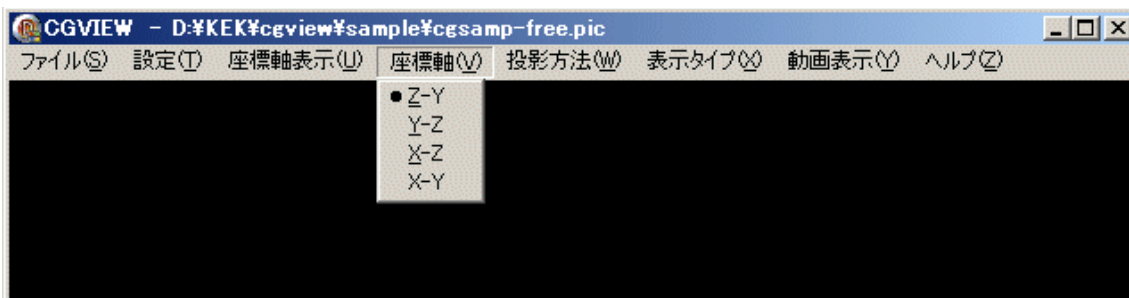 CGVIEW - D:¥KEK¥cgview¥sample¥cgsamp-free.pic
ファイル(S) 設定(T) 座標軸表示(U) 座標軸(V) 投影方法(W) 表示タイプ(X) 動画表示(Y) ヘルプ(Z)
Z-Y
Y-Z
X-Z
X-Y